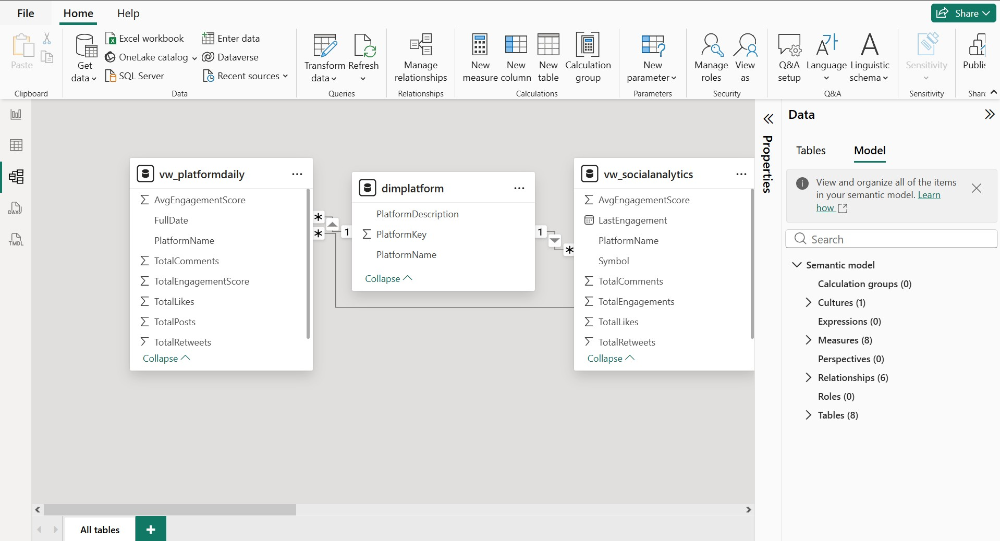 File
Home
Help
Share
Paste
Clipboard
Get
data
Excel workbook
OneLake catalog
SQL Server
Enter data
Dataverse
Recent sources
Data
Transform
data
Refresh
Queries
Manage
relationships
Relationships
New
measure
New
column
New
table
Calculation
group
Calculations
New
parameter
Parameters
Manage
roles
View
as
Security
Q&A
setup
Language
Linguistic
schema
Q&A
Sensitivity
Sensitivity
Publis
Share
DAX
TMDL
vw_platformdaily
AvgEngagementScore
FullDate
PlatformName
TotalComments
TotalEngagementScore
TotalLikes
TotalPosts
TotalRetweets
Collapse
*
*
1
dimplatform
PlatformDescription
PlatformKey
PlatformName
Collapse
1
*
vw_socialanalytics
AvgEngagementScore
LastEngagement
PlatformName
Symbol
TotalComments
TotalEngagements
TotalLikes
TotalRetweets
Collapse
All tables
Properties
Data
Tables
Model
View and organize all of the items
in your semantic model. Learn
how
Search
Semantic model
Calculation groups (0)
Cultures (1)
Expressions (0)
Measures (8)
Perspectives (0)
Relationships (6)
Roles (0)
Tables (8)